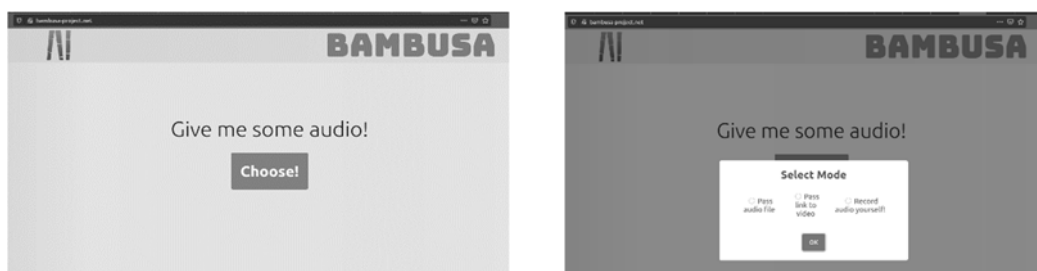 bambusa-project.net
BAMBUSA
Give me some audio!
Choose!
bambusa-project.net
BAMBUSA
Give me some audio!
Select Mode
Pass audio file
Pass link to video
Record audio yourself!
OK